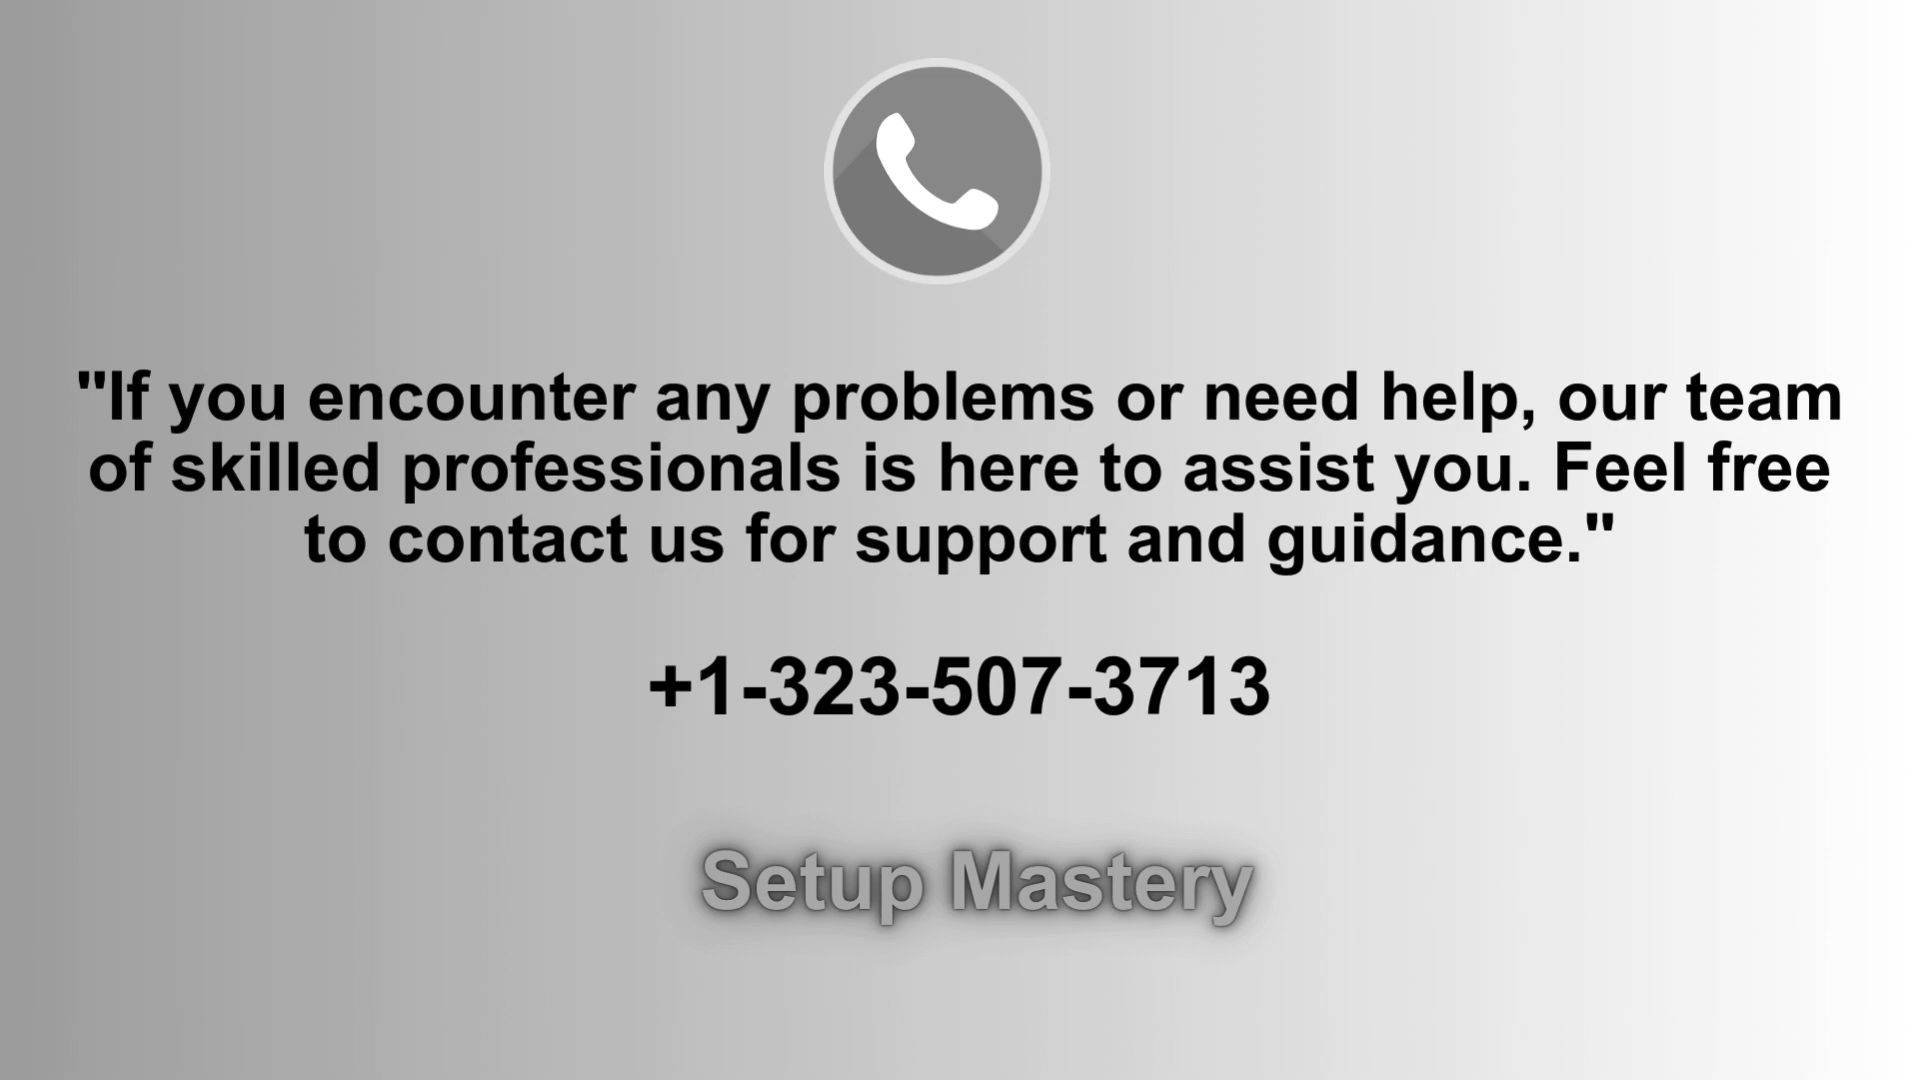 "If you encounter any problems or need help, our team
of skilled professionals is here to assist you. Feel free
to contact us for support and guidance."
+1-323-507-3713
Setup Mastery